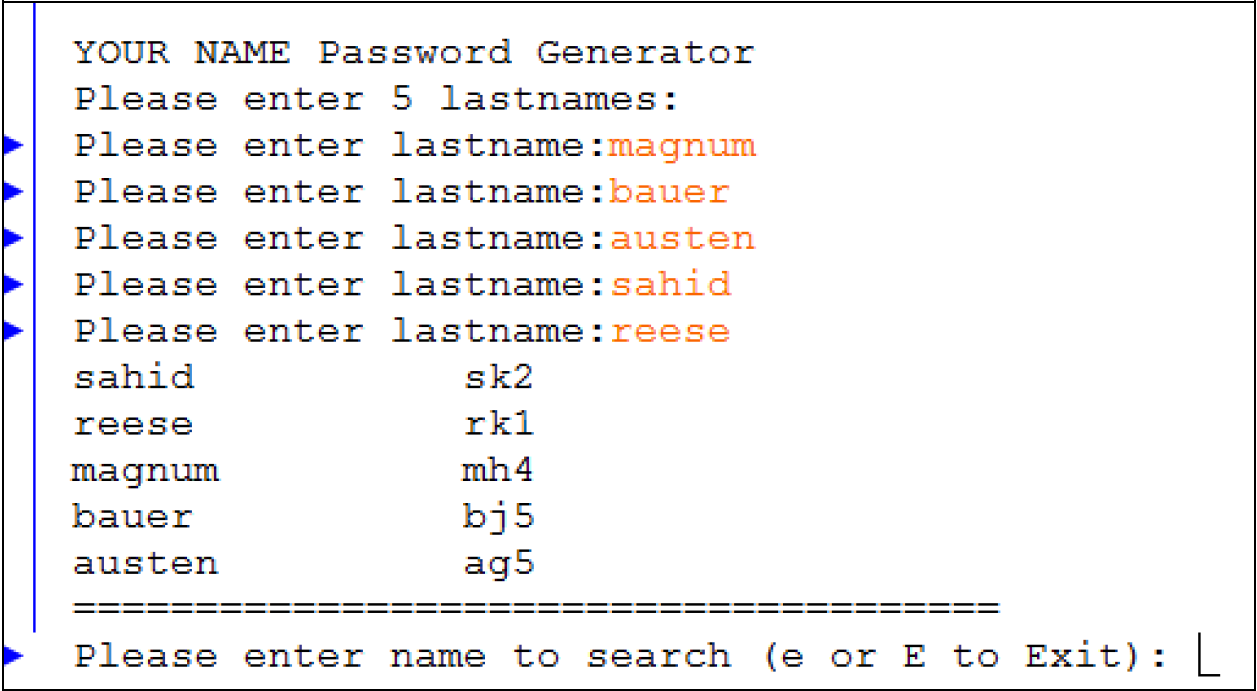 YOUR NAME Password Generator
Please enter 5 lastnames:
Please enter lastname:magnum
Please enter lastname:bauer
Please enter lastname:austen
Please enter lastname:sahid
Please enter lastname:reese
sahid sk2
reese rk1
magnum mh4
bauer bj5
austen ag5
======================================
Please enter name to search (e or E to Exit):